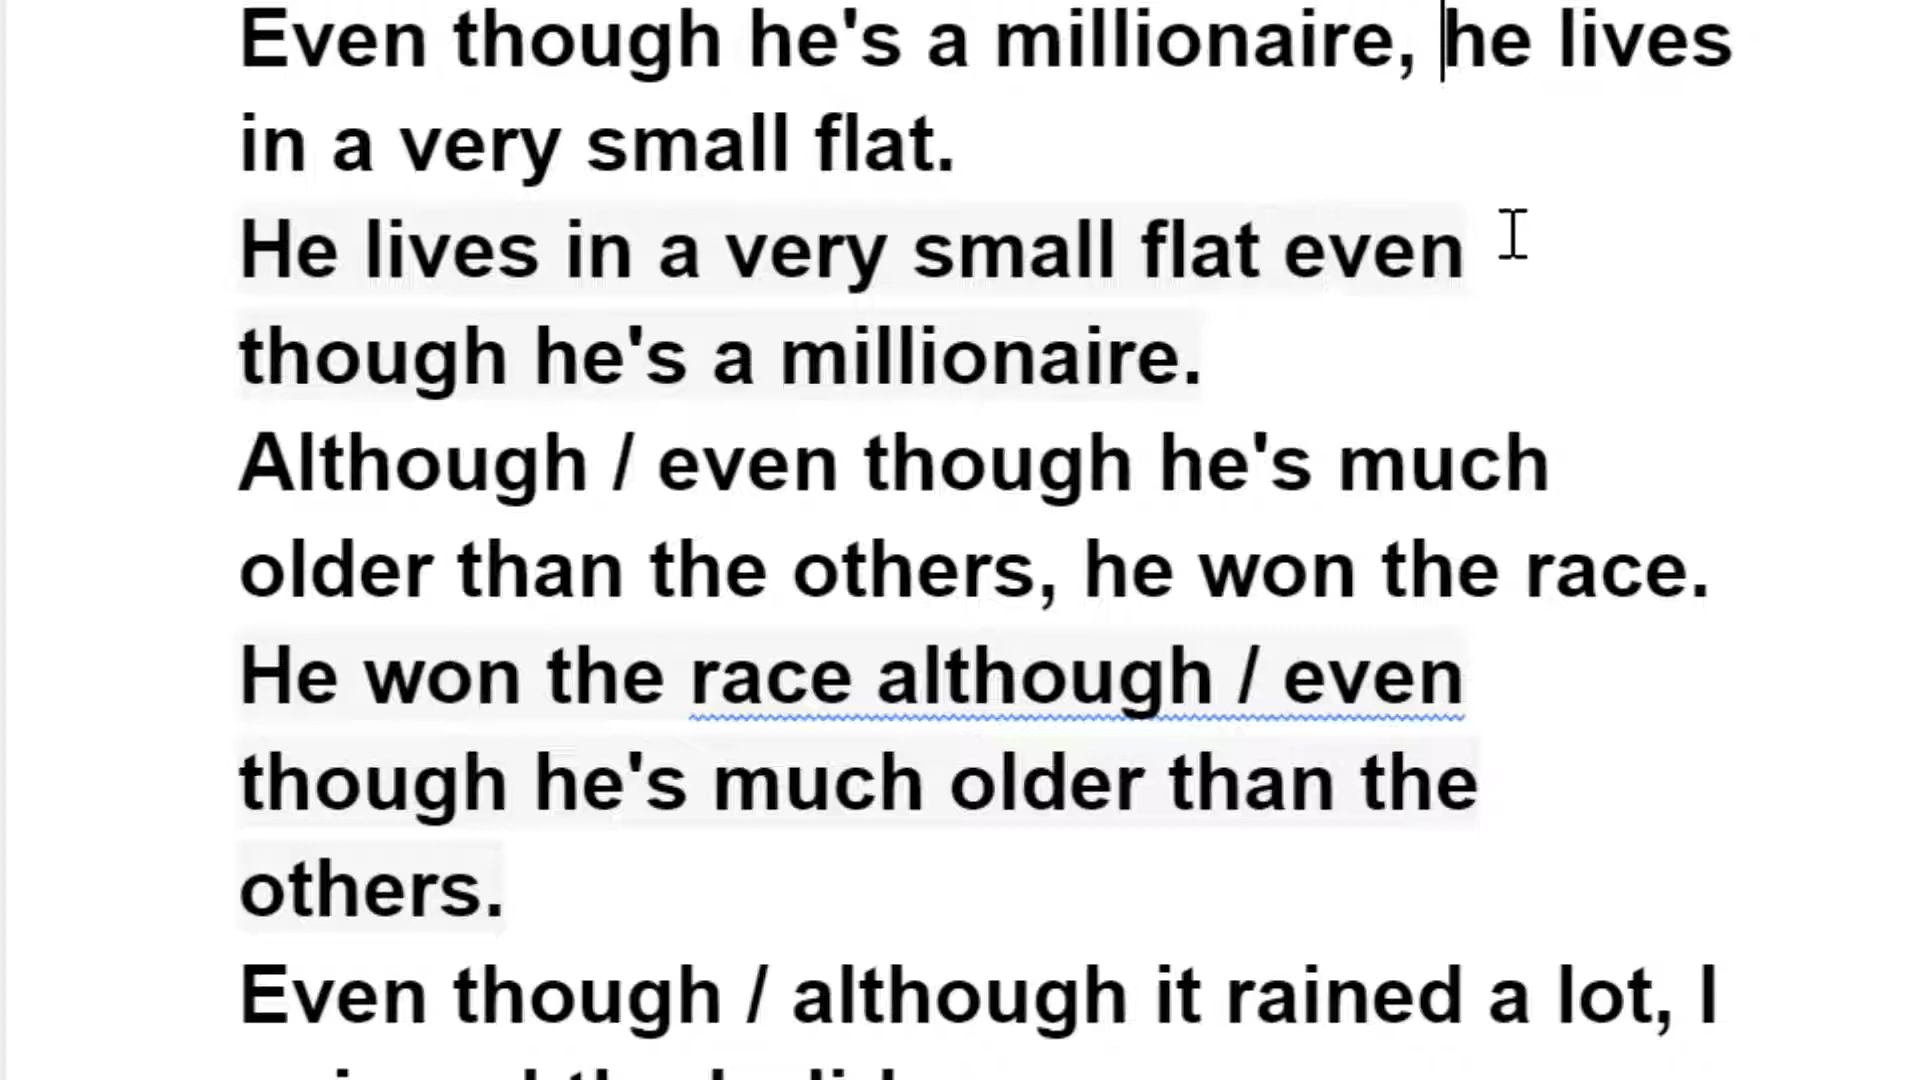 Even though he's a millionaire, he lives
in a very small flat.
He lives in a very small flat even
though he's a millionaire.
Although / even though he's much
older than the others, he won the race.
He won the race although / even
though he's much older than the
others.
Even though / although it rained a lot, I